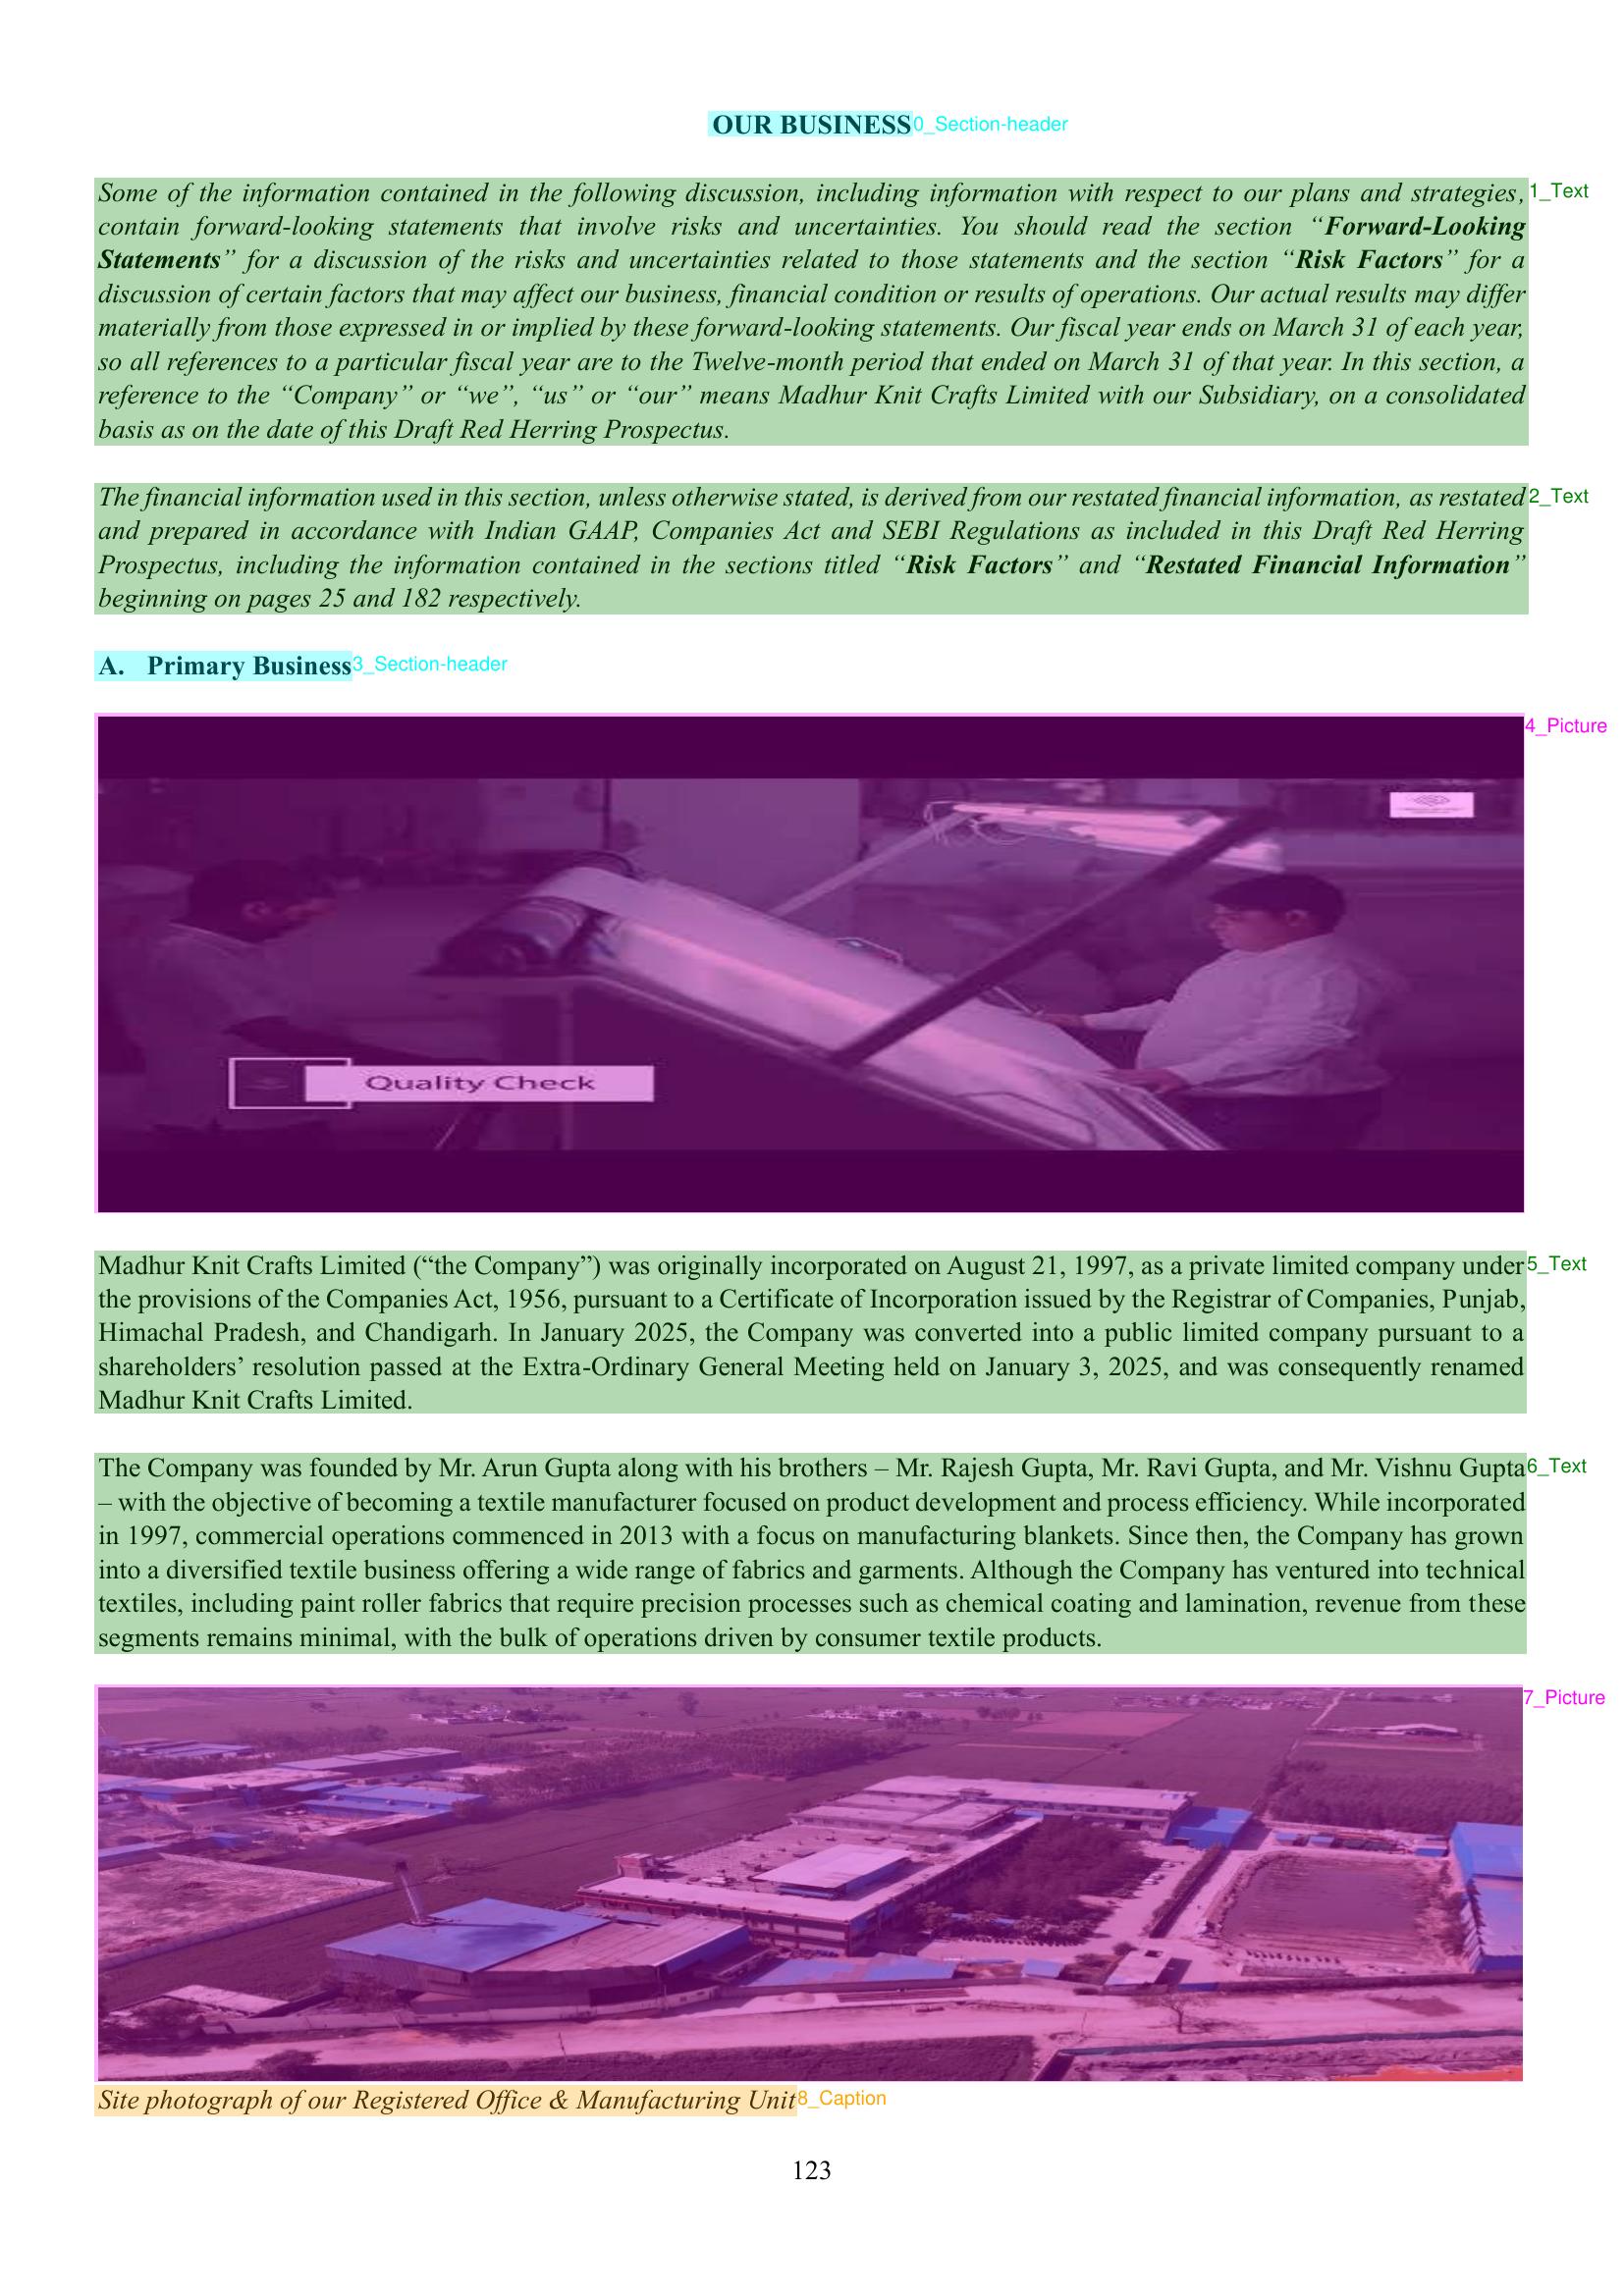 OUR BUSINESS
0_Section-header
Some of the information contained in the following discussion, including information with respect to our plans and strategies,
1_Text
contain forward-looking statements that involve risks and uncertainties. You should read the section “Forward-Looking
Statements” for a discussion of the risks and uncertainties related to those statements and the section “Risk Factors” for a
discussion of certain factors that may affect our business, financial condition or results of operations. Our actual results may differ
materially from those expressed in or implied by these forward-looking statements. Our fiscal year ends on March 31 of each year,
so all references to a particular fiscal year are to the Twelve-month period that ended on March 31 of that year. In this section, a
reference to the “Company” or “we”, “us” or “our” means Madhur Knit Crafts Limited with our Subsidiary, on a consolidated
basis as on the date of this Draft Red Herring Prospectus.
The financial information used in this section, unless otherwise stated, is derived from our restated financial information, as restated
2_Text
and prepared in accordance with Indian GAAP, Companies Act and SEBI Regulations as included in this Draft Red Herring
Prospectus, including the information contained in the sections titled “Risk Factors” and “Restated Financial Information”
beginning on pages 25 and 182 respectively.
A. Primary Business
3_Section-header
4_Picture
Quality Check
Madhur Knit Crafts Limited (“the Company”) was originally incorporated on August 21, 1997, as a private limited company under
5_Text
the provisions of the Companies Act, 1956, pursuant to a Certificate of Incorporation issued by the Registrar of Companies, Punjab,
Himachal Pradesh, and Chandigarh. In January 2025, the Company was converted into a public limited company pursuant to a
shareholders’ resolution passed at the Extra-Ordinary General Meeting held on January 3, 2025, and was consequently renamed
Madhur Knit Crafts Limited.
The Company was founded by Mr. Arun Gupta along with his brothers – Mr. Rajesh Gupta, Mr. Ravi Gupta, and Mr. Vishnu Gupta
6_Text
– with the objective of becoming a textile manufacturer focused on product development and process efficiency. While incorporated
in 1997, commercial operations commenced in 2013 with a focus on manufacturing blankets. Since then, the Company has grown
into a diversified textile business offering a wide range of fabrics and garments. Although the Company has ventured into technical
textiles, including paint roller fabrics that require precision processes such as chemical coating and lamination, revenue from these
segments remains minimal, with the bulk of operations driven by consumer textile products.
7_Picture
Site photograph of our Registered Office & Manufacturing Unit
8_Caption
123